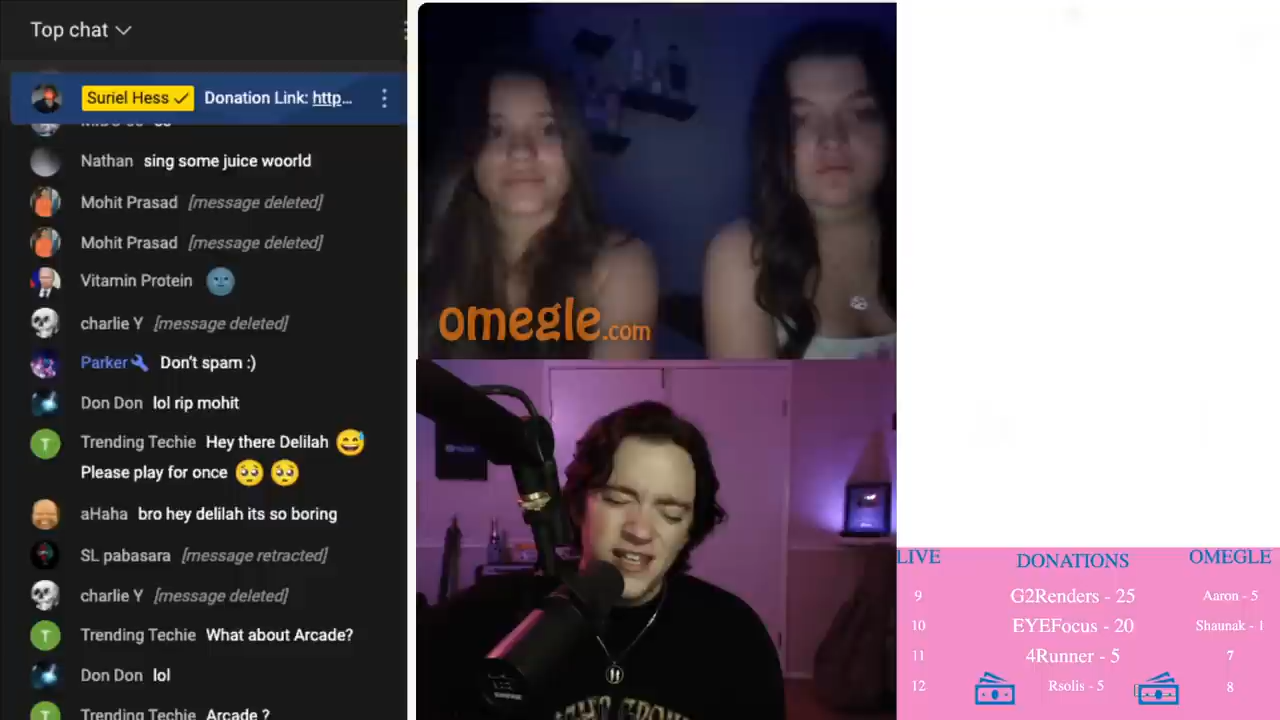 Top chat
Suriel Hess Donation Link: http...
Nathan sing some juice woorld
Mohit Prasad [message deleted]
Mohit Prasad [message deleted]
Vitamin Protein
charlie Y [message deleted]
Parker Don't spam :)
Don Don lol rip mohit
Trending Techie Hey there Delilah
Please play for once
aHaha bro hey delilah its so boring
SL pabasara [message retracted]
charlie Y [message deleted]
Trending Techie What about Arcade?
Don Don lol
Trending Techie Arcade ?
omegle.com
LIVE DONATIONS OMEGLE
9 G2Renders - 25 Aaron - 5
10 EYEFocus - 20 Shaunak - 1
11 4Runner - 5 7
12 Rsolis - 5 8